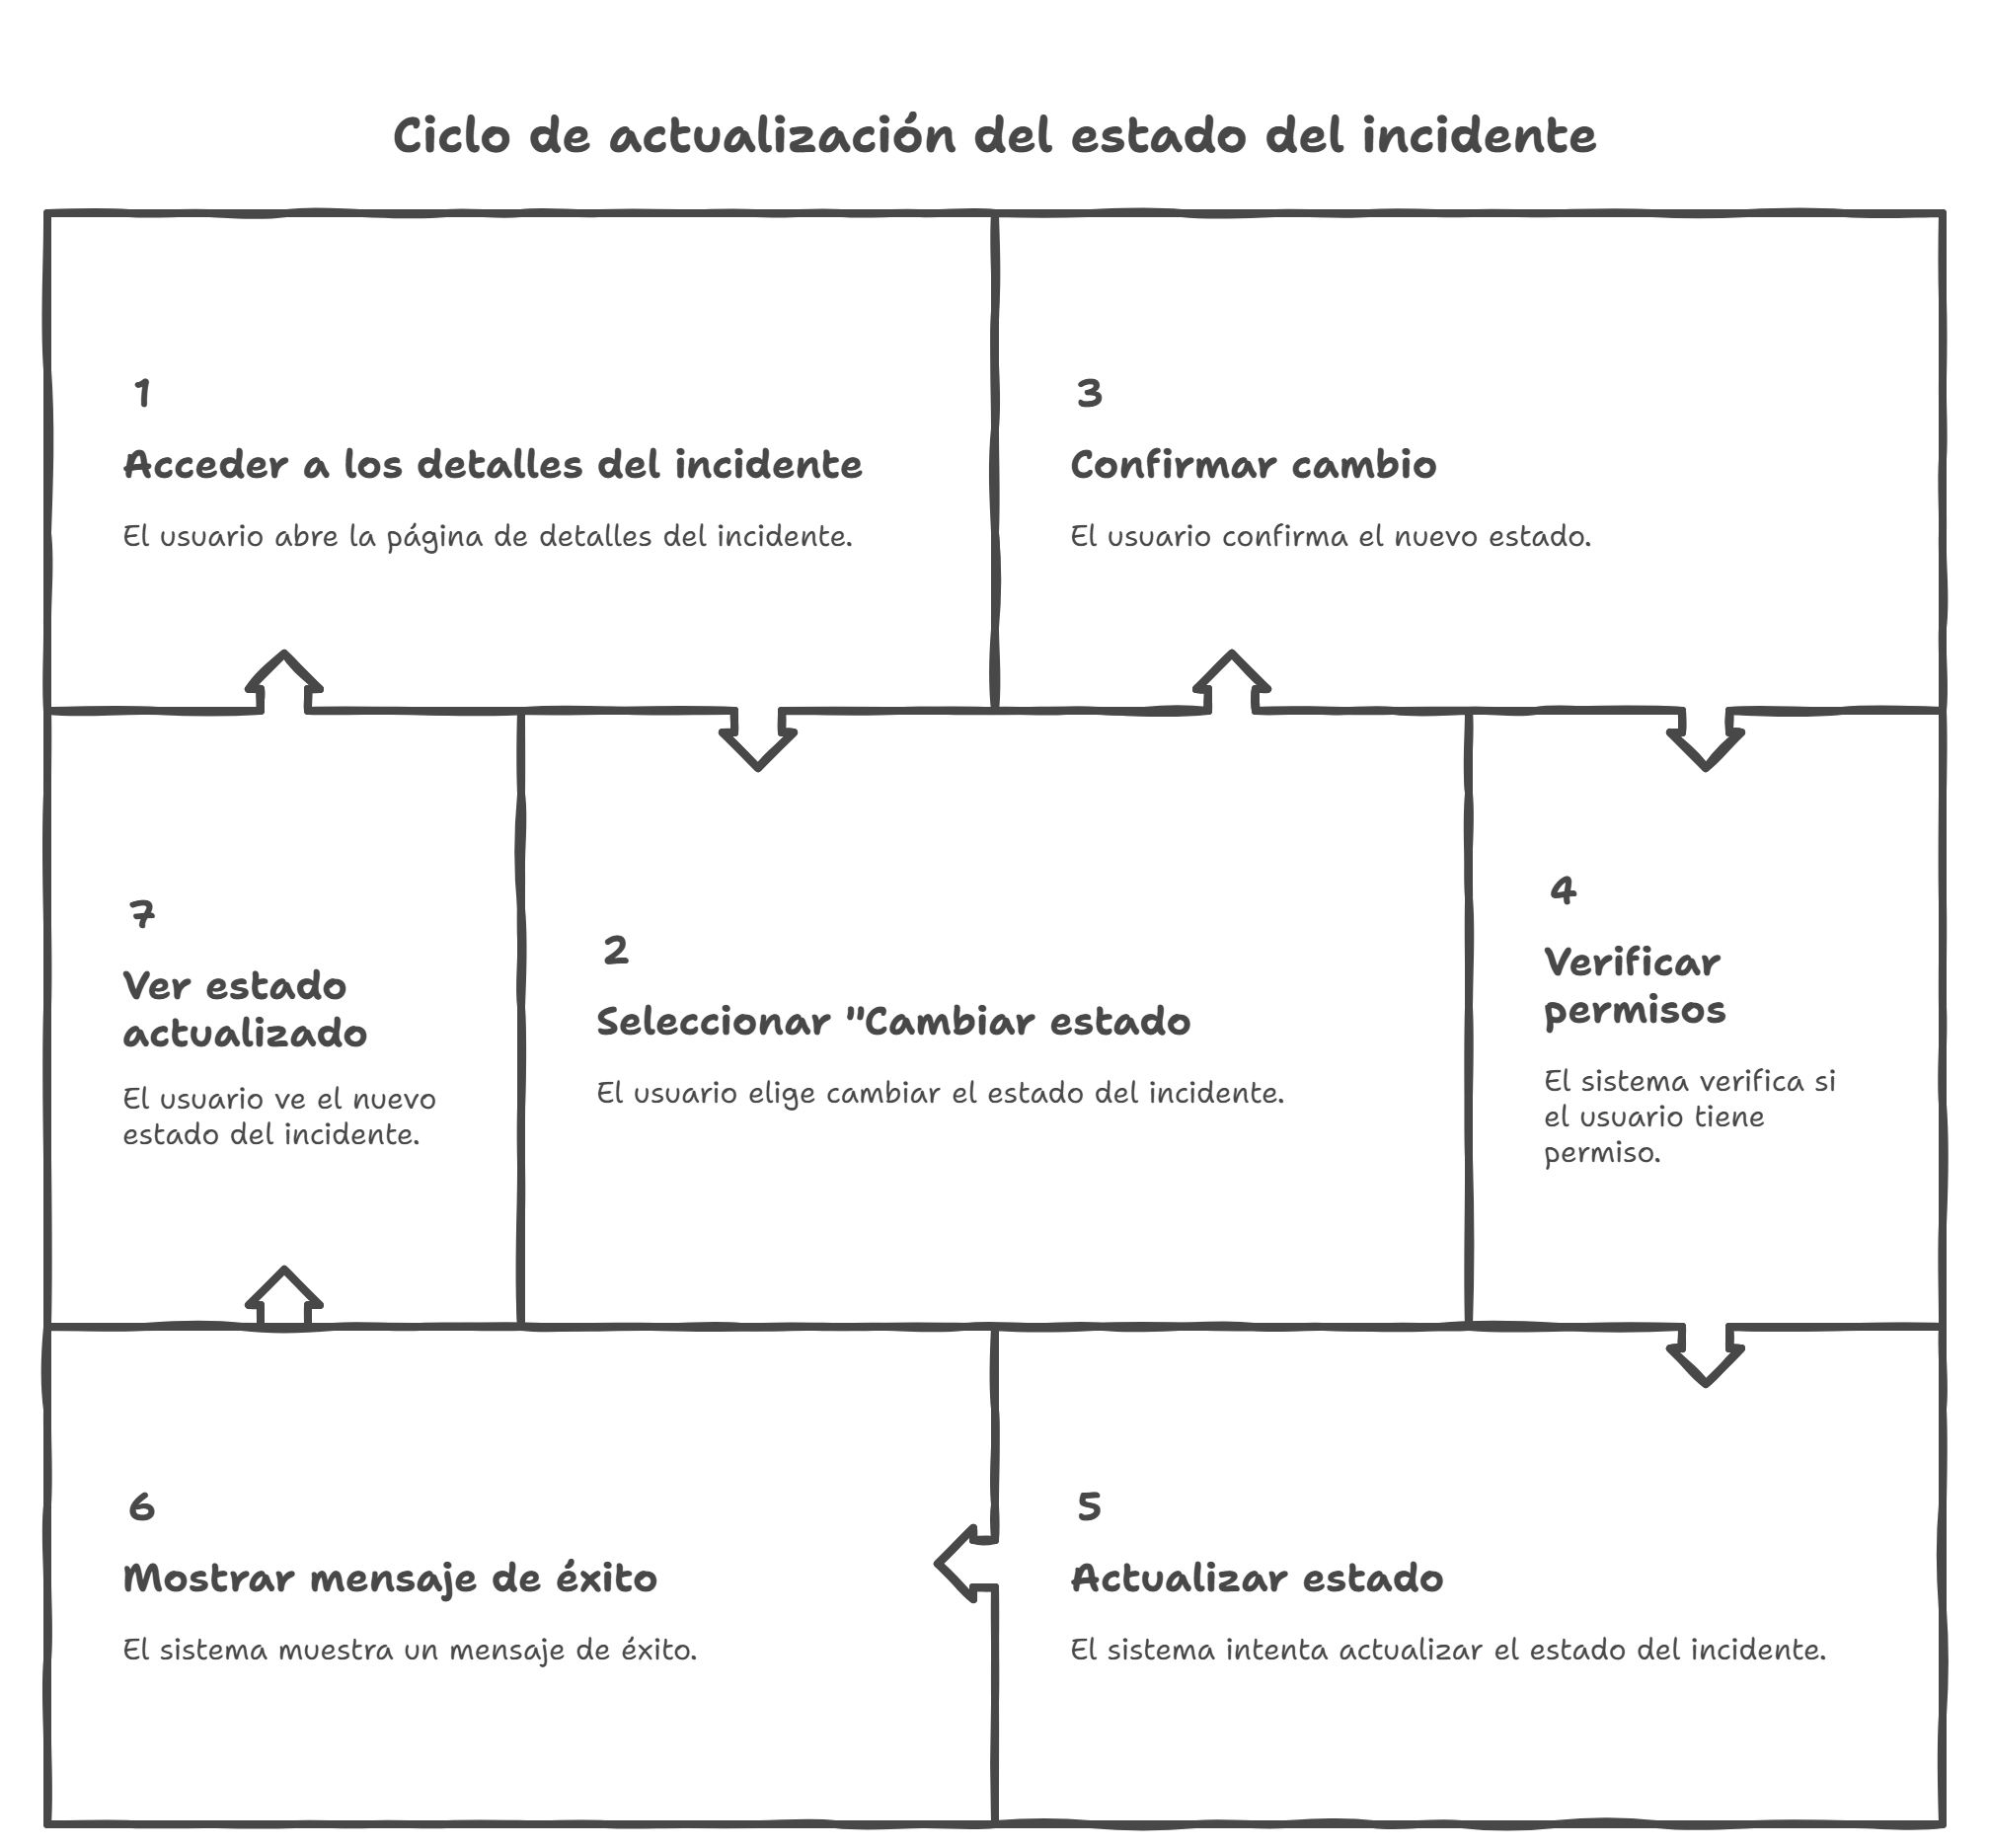 Ciclo de actualización del estado del incidente
1
Acceder a los detalles del incidente
El usuario abre la página de detalles del incidente.
3
Confirmar cambio
El usuario confirma el nuevo estado.
7
Ver estado
actualizado
El usuario ve el nuevo
estado del incidente.
2
Seleccionar "Cambiar estado
El usuario elige cambiar el estado del incidente.
4
Verificar
permisos
El sistema verifica si
el usuario tiene
permiso.
6
Mostrar mensaje de éxito
El sistema muestra un mensaje de éxito.
5
Actualizar estado
El sistema intenta actualizar el estado del incidente.